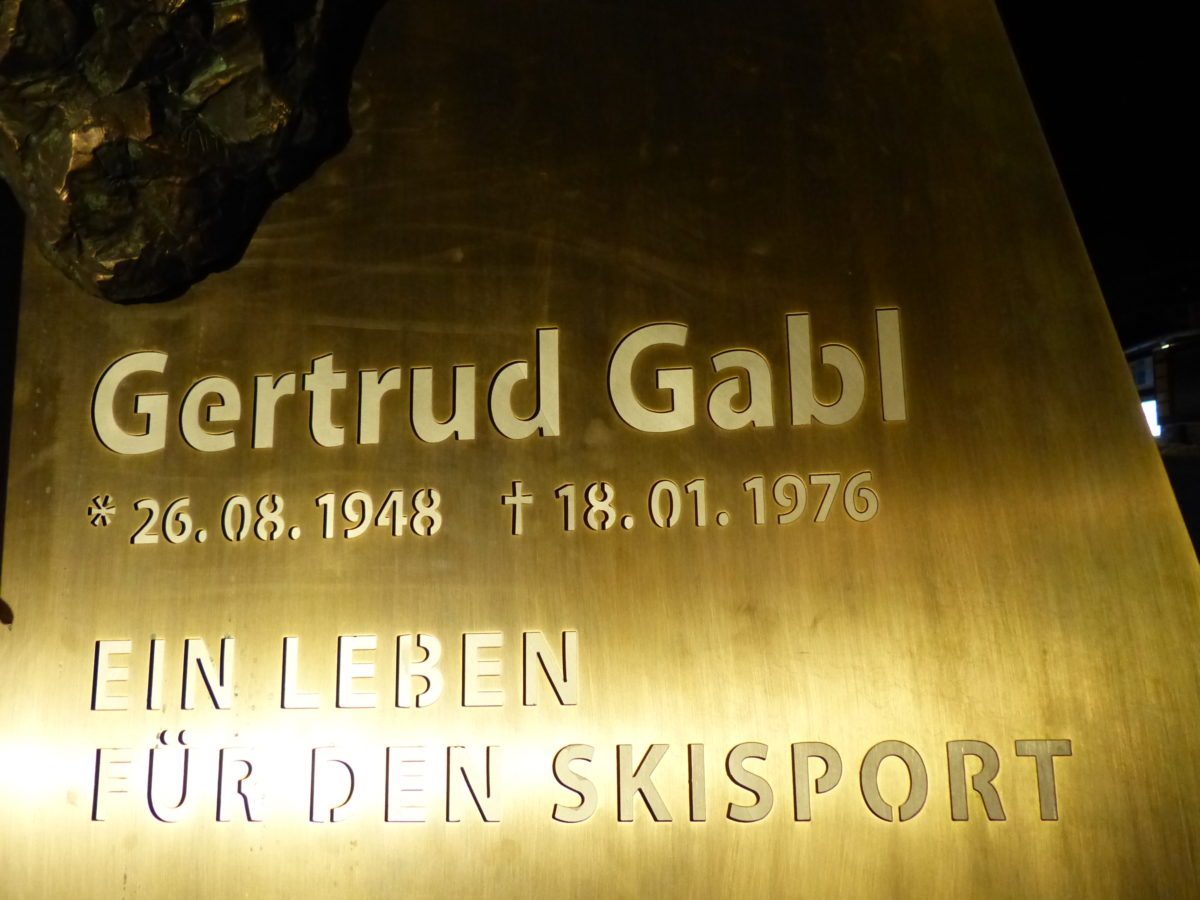 Gertrud Gabl
* 26.08.1948 † 18.01.1976
EIN LEBEN
FÜR DEN SKISPORT